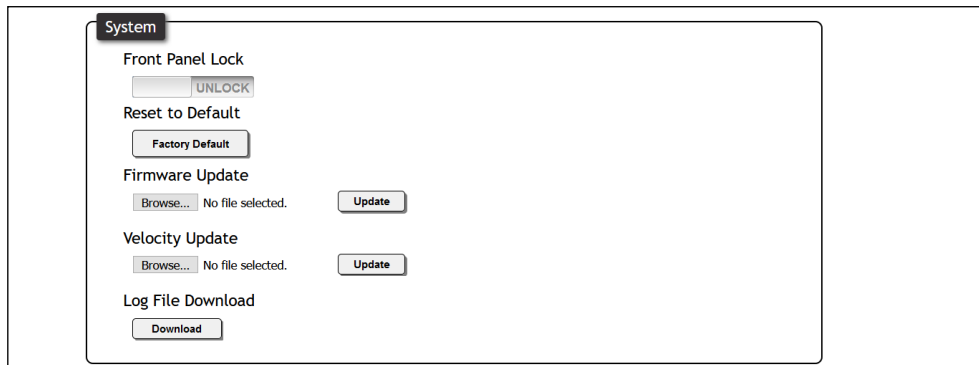 System
Front Panel Lock
UNLOCK
Reset to Default
Factory Default
Firmware Update
Browse... No file selected. Update
Velocity Update
Browse... No file selected. Update
Log File Download
Download